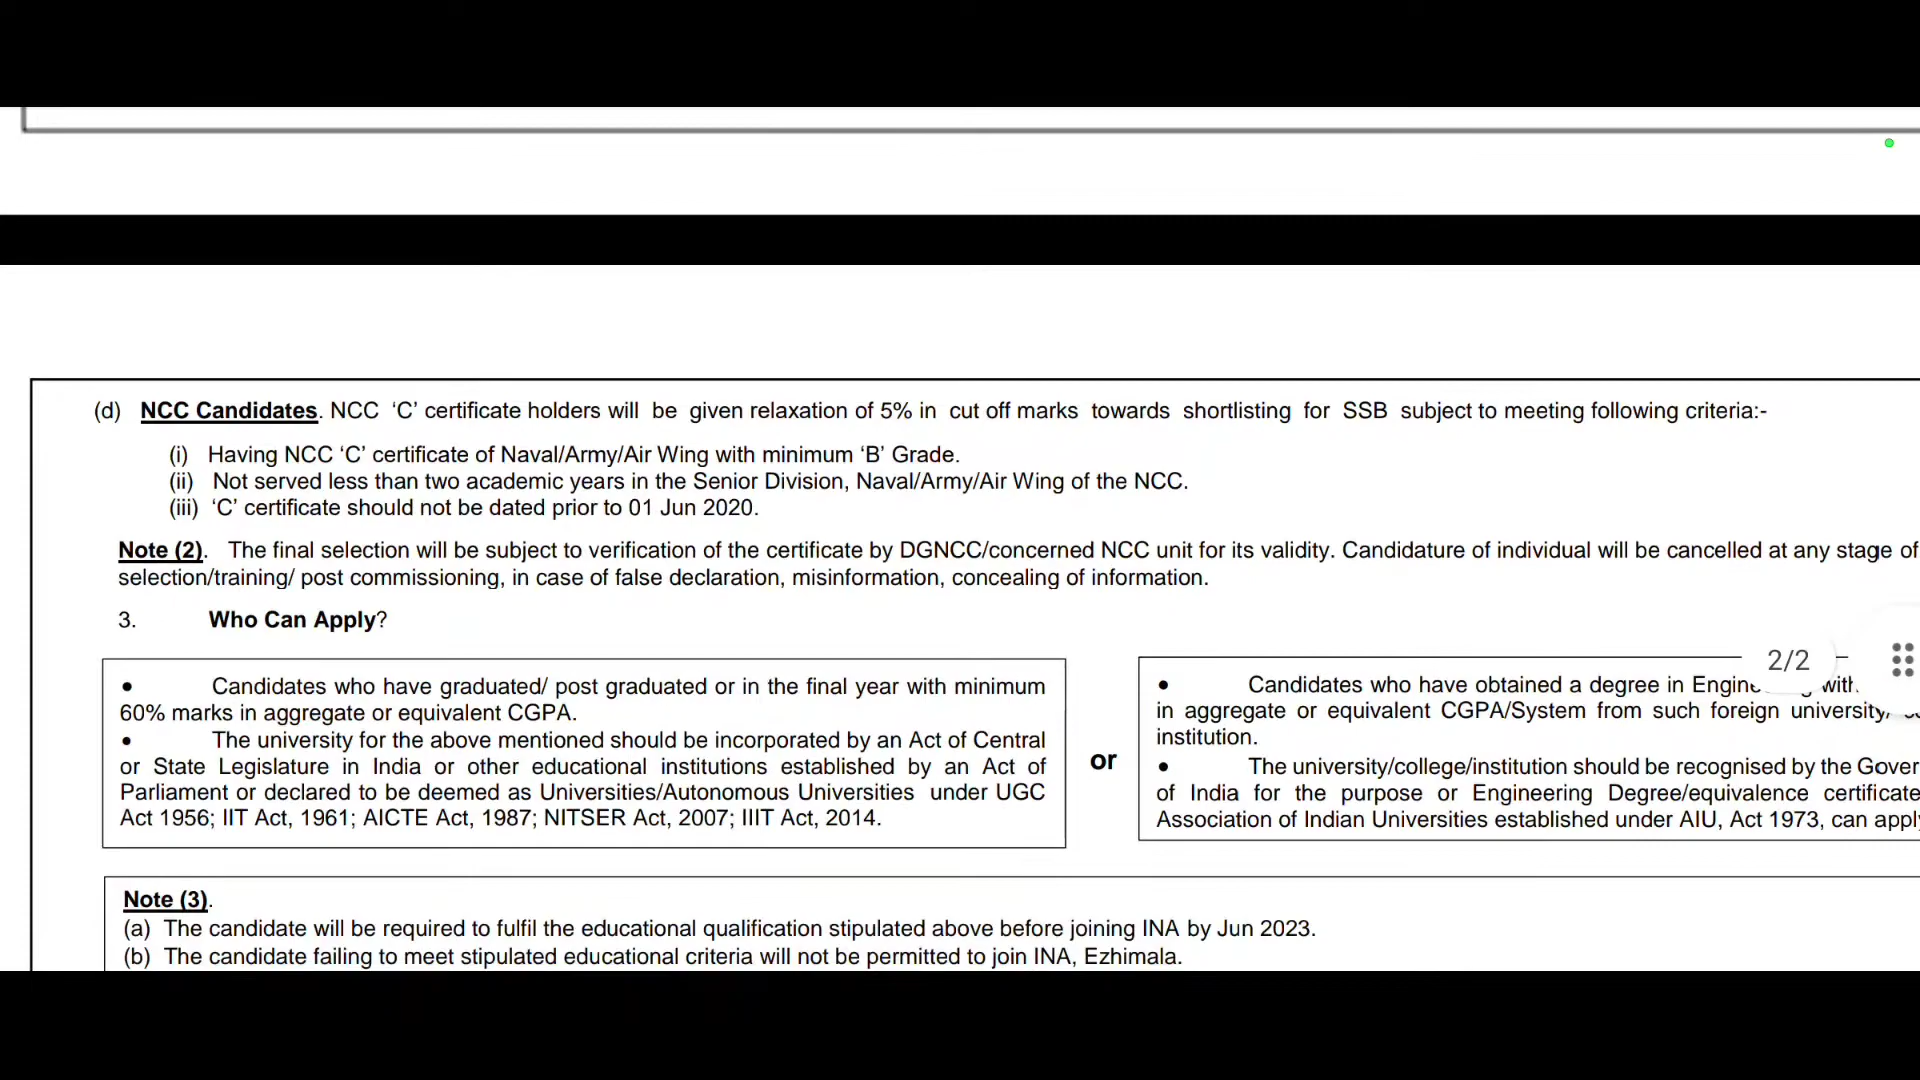 (d) NCC Candidates. NCC ‘C’ certificate holders will be given relaxation of 5% in cut off marks towards shortlisting for SSB subject to meeting following criteria:-
(i) Having NCC ‘C’ certificate of Naval/Army/Air Wing with minimum ‘B’ Grade.
(ii) Not served less than two academic years in the Senior Division, Naval/Army/Air Wing of the NCC.
(iii) ‘C’ certificate should not be dated prior to 01 Jun 2020.
Note (2). The final selection will be subject to verification of the certificate by DGNCC/concerned NCC unit for its validity. Candidature of individual will be cancelled at any stage of
selection/training/ post commissioning, in case of false declaration, misinformation, concealing of information.
3. Who Can Apply?
• Candidates who have graduated/ post graduated or in the final year with minimum
60% marks in aggregate or equivalent CGPA.
• The university for the above mentioned should be incorporated by an Act of Central
or State Legislature in India or other educational institutions established by an Act of
Parliament or declared to be deemed as Universities/Autonomous Universities under UGC
Act 1956; IIT Act, 1961; AICTE Act, 1987; NITSER Act, 2007; IIIT Act, 2014.
or
2/2
• Candidates who have obtained a degree in
in aggregate or equivalent CGPA/System from such foreign university/
institution.
• The university/college/institution should be recognised by the
of India for the purpose or Engineering Degree/equivalence certificate
Association of Indian Universities established under AIU, Act 1973, can apply
Note (3).
(a) The candidate will be required to fulfil the educational qualification stipulated above before joining INA by Jun 2023.
(b) The candidate failing to meet stipulated educational criteria will not be permitted to join INA, Ezhimala.